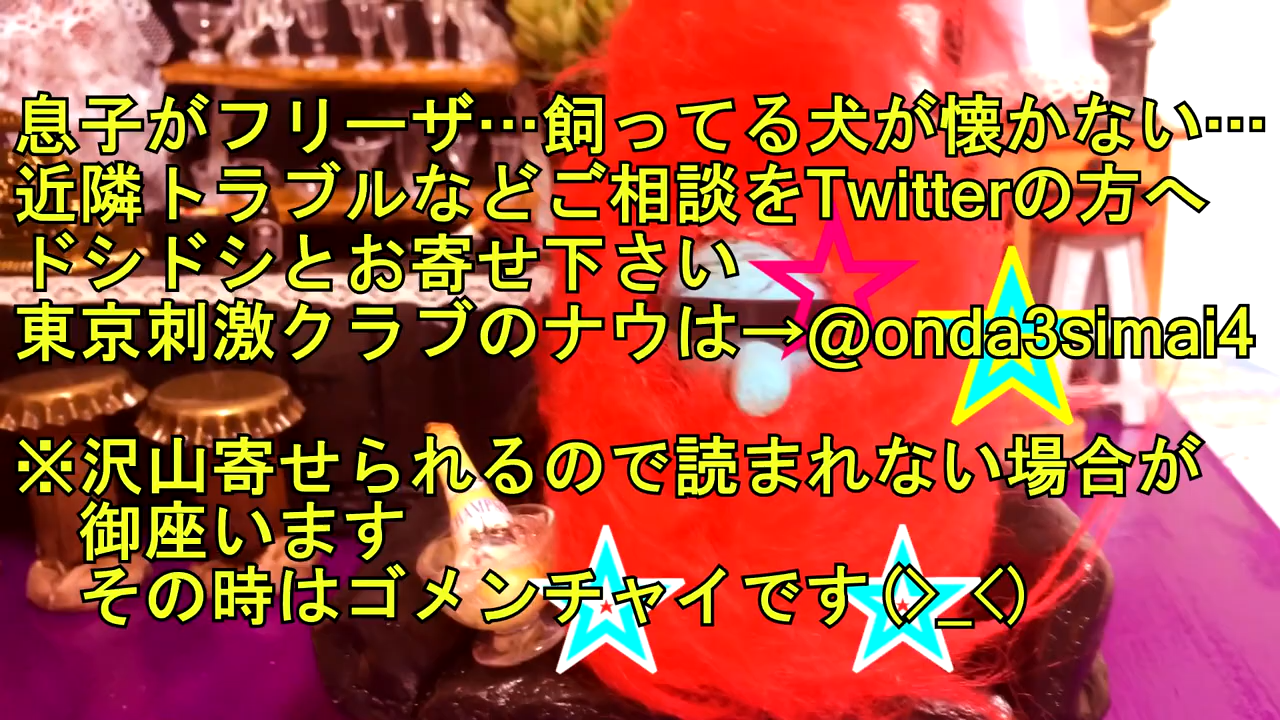 息子がフリーザ…飼ってる犬が懐かない…
近隣トラブルなどご相談をTwitterの方へ
ドシドシとお寄せ下さい
東京刺激クラブのナウは→@onda3simai4
※沢山寄せられるので読まれない場合が
御座います
その時はゴメンチャイです(>_<)